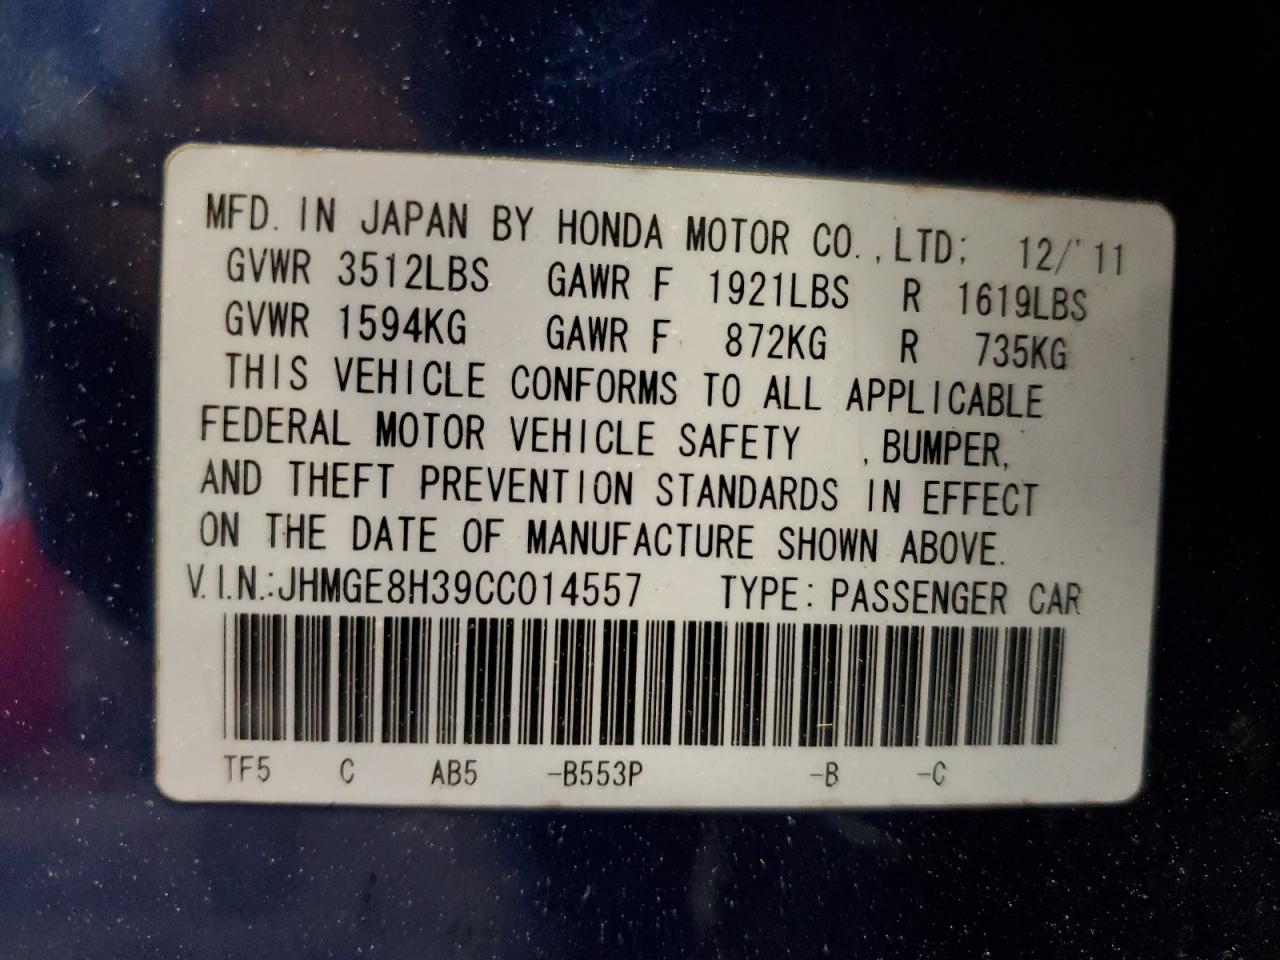 MFD. IN JAPAN BY HONDA MOTOR CO.,LTD; 12/'11
GVWR 3512LBS GAWR F 1921LBS R 1619LBS
GVWR 1594KG GAWR F 872KG R 735KG
THIS VEHICLE CONFORMS TO ALL APPLICABLE
FEDERAL MOTOR VEHICLE SAFETY , BUMPER,
AND THEFT PREVENTION STANDARDS IN EFFECT
ON THE DATE OF MANUFACTURE SHOWN ABOVE.
V.I.N.:JHMGE8H39CC014557 TYPE: PASSENGER CAR
TF5 C AB5 -B553P -B -C